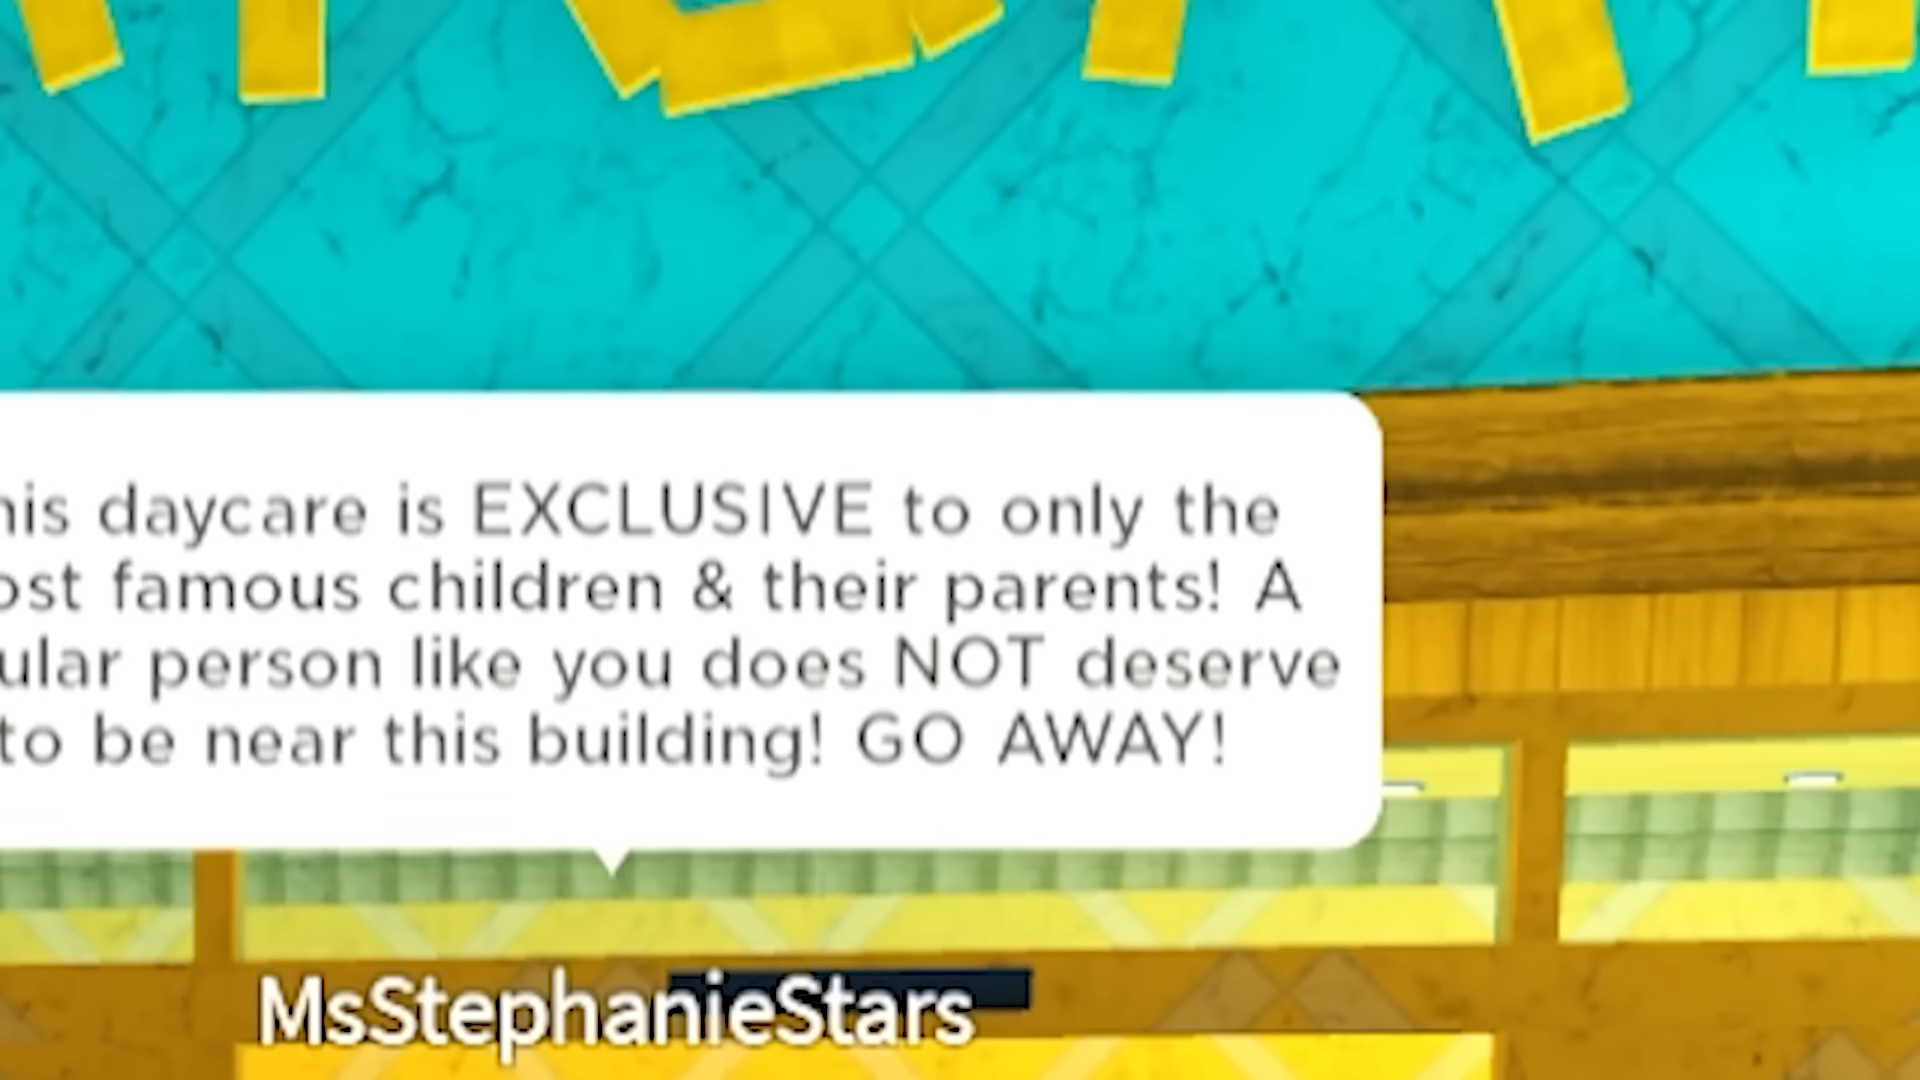 his daycare is EXCLUSIVE to only the
ost famous children & their parents! A
ular person like you does NOT deserve
to be near this building! GO AWAY!
MsStephanieStars